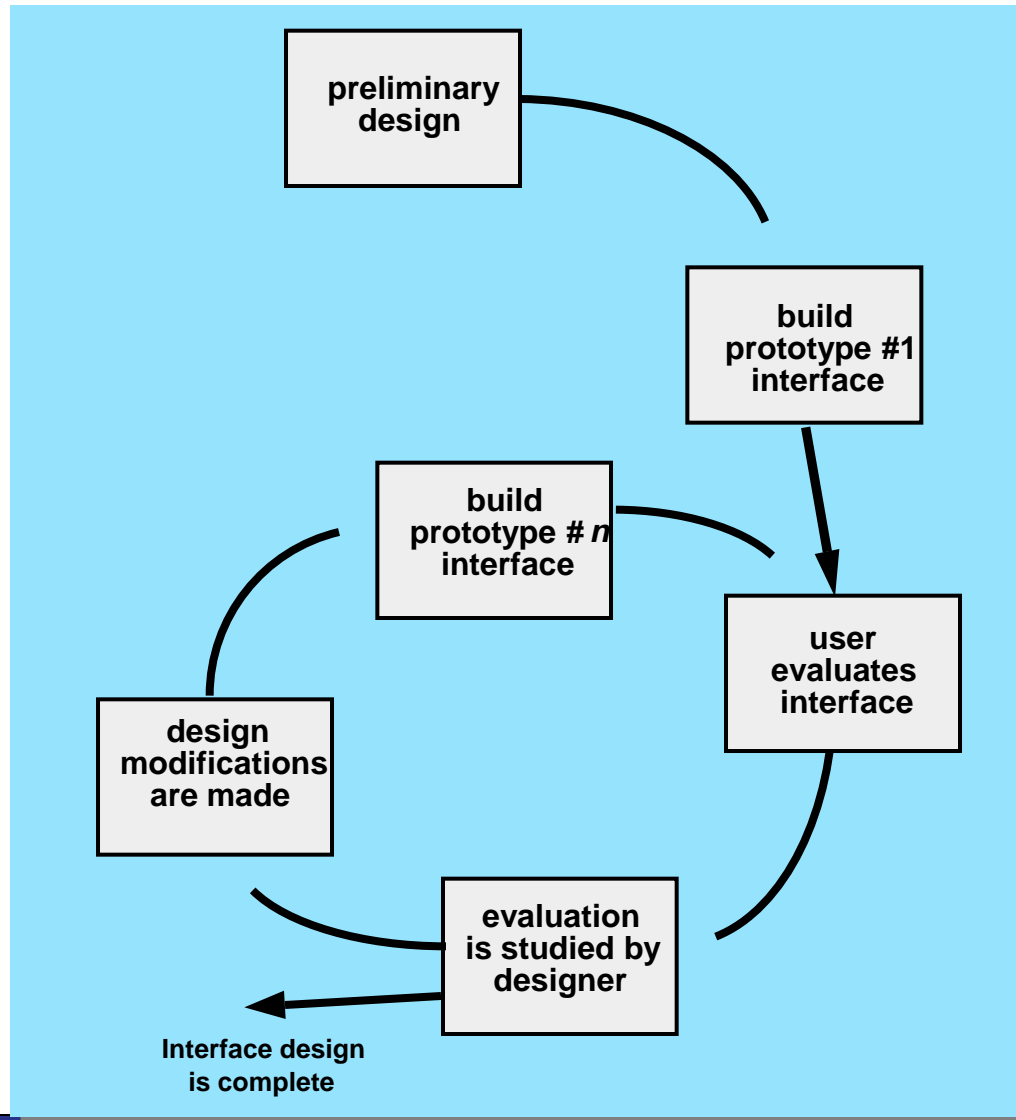 preliminary
design
build
prototype #1
interface
build
prototype # n
interface
user
evaluates
interface
design
modifications
are made
evaluation
is studied by
designer
Interface design
is complete